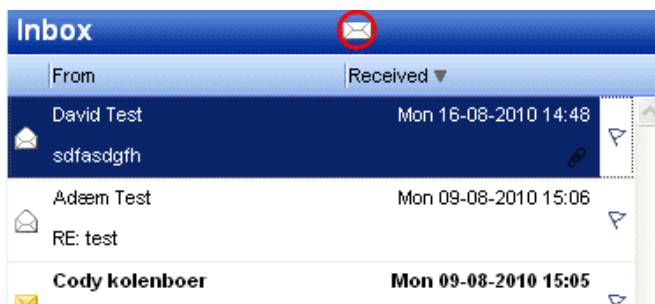 Inbox
From Received
David Test Mon 16-08-2010 14:48
sdfasdgfh
Adæm Test Mon 09-08-2010 15:06
RE: test
Cody kolenboer Mon 09-08-2010 15:05